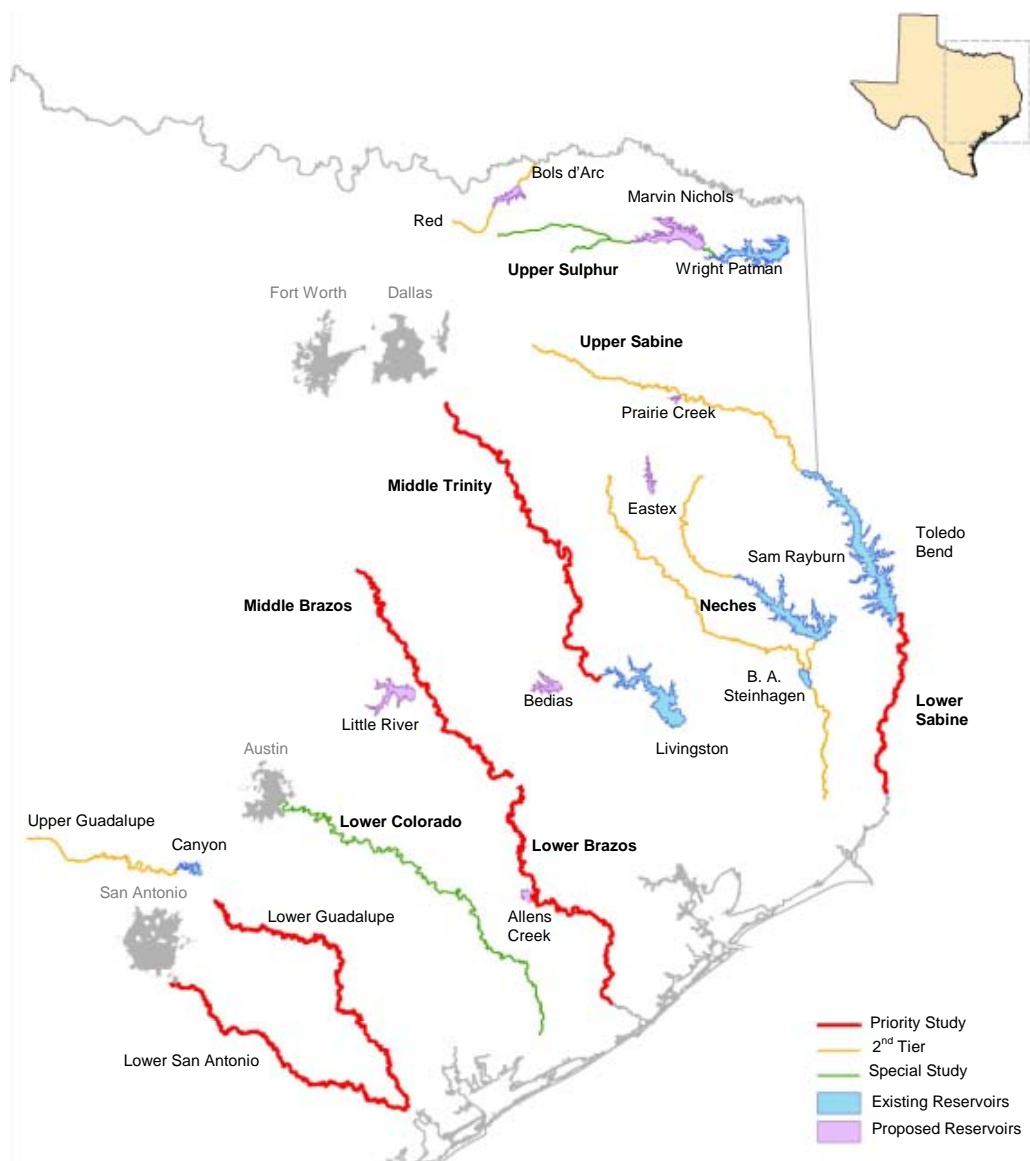 Bols d'Arc
Marvin Nichols
Red
Upper Sulphur
Wright Patman
Fort Worth
Dallas
Upper Sabine
Prairie Creek
Middle Trinity
Eastex
Toledo
Bend
Sam Rayburn
Middle Brazos
Neches
B. A.
Steinhagen
Bedias
Lower
Sabine
Little River
Livingston
Austin
Upper Guadalupe
Lower Colorado
Canyon
Lower Brazos
San Antonio
Lower Guadalupe
Allens
Creek
Lower San Antonio
Priority Study
2nd Tier
Special Study
Existing Reservoirs
Proposed Reservoirs